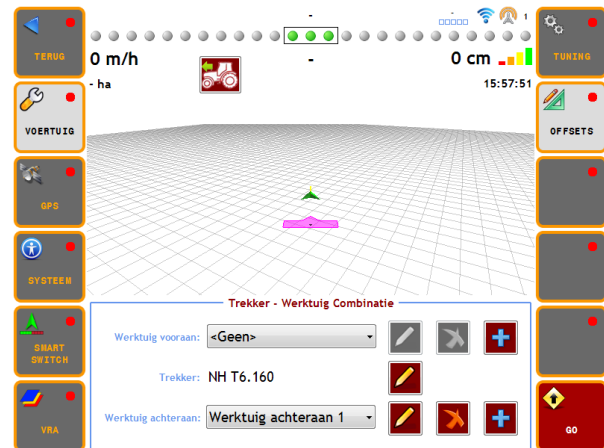 TERUG
VOERTUIG
GPS
SYSTEEM
SMART
SWITCH
VRA
-
-
1
0 m/h
-
0 cm
- ha
15:57:51
-
Trekker - Werktuig Combinatie
Werktuig vooraan: <Geen>
Trekker: NH T6.160
Werktuig achteraan: Werktuig achteraan 1
TUNING
OFFSETS
GO